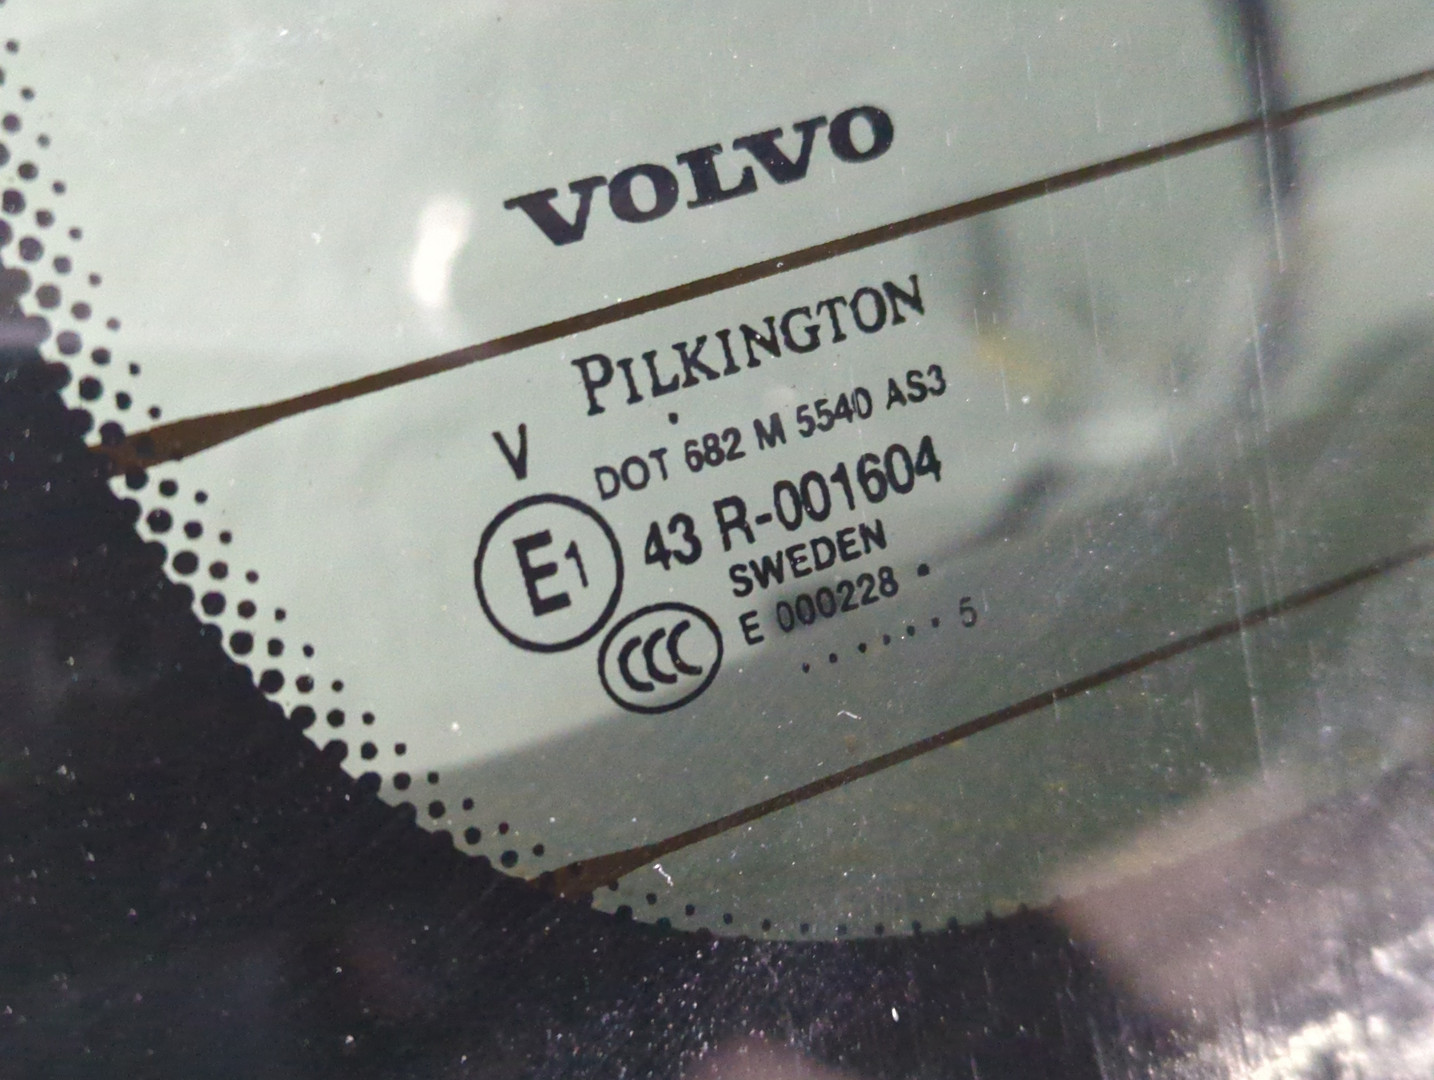 VOLVO
PILKINGTON
V
DOT 682 M 5540 AS3
E1 43 R-001604
SWEDEN
CCC E 000228 .
. . . . . . 5